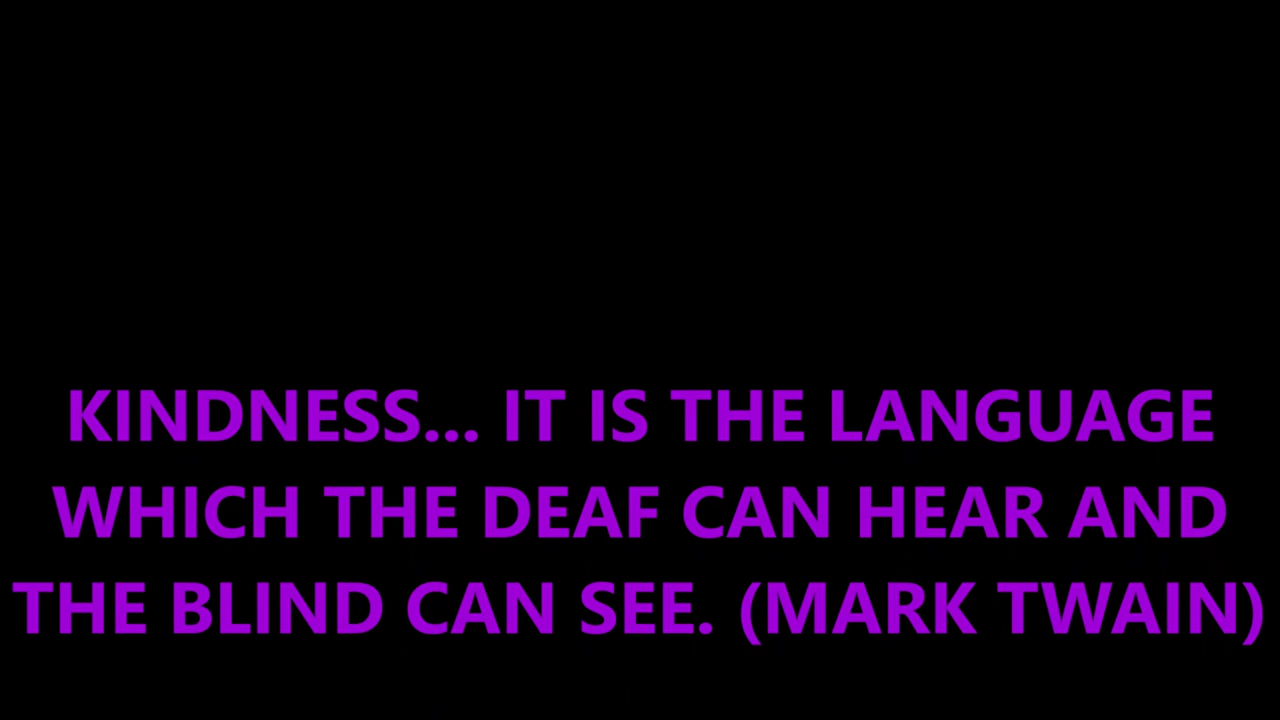 KINDNESS... IT IS THE LANGUAGE
WHICH THE DEAF CAN HEAR AND
THE BLIND CAN SEE. (MARK TWAIN)